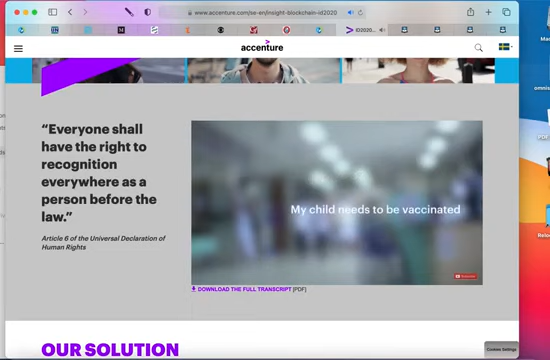 www.accenture.com/se-en/insight-blockchain-id2020
ID2020...
accenture
“Everyone shall
have the right to
recognition
everywhere as a
person before the
law.”
Article 6 of the Universal Declaration of
Human Rights
My child needs to be vaccinated
DOWNLOAD THE FULL TRANSCRIPT [PDF]
OUR SOLUTION
Cookies Settings